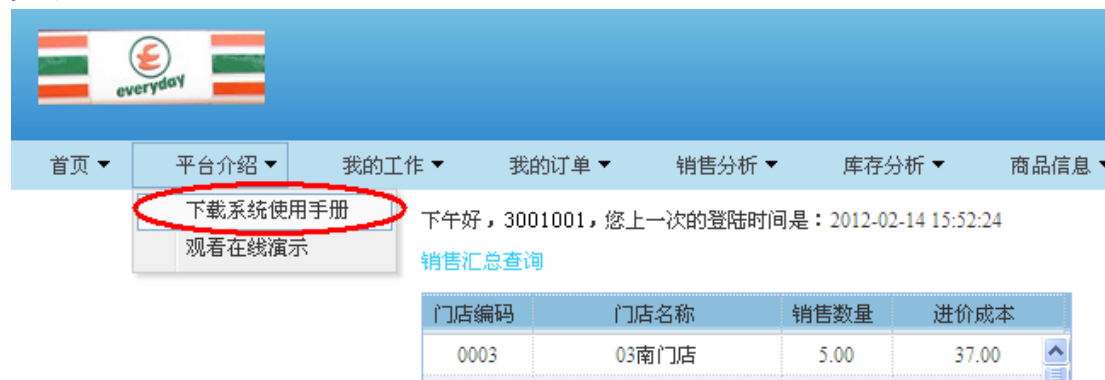 everyday
首页 平台介绍 我的工作 我的订单 销售分析 库存分析 商品信息
下载系统使用手册
观看在线演示
下午好，3001001，您上一次的登陆时间是：2012-02-14 15:52:24
销售汇总查询
门店编码 门店名称 销售数量 进价成本
0003 03南门店 5.00 37.00